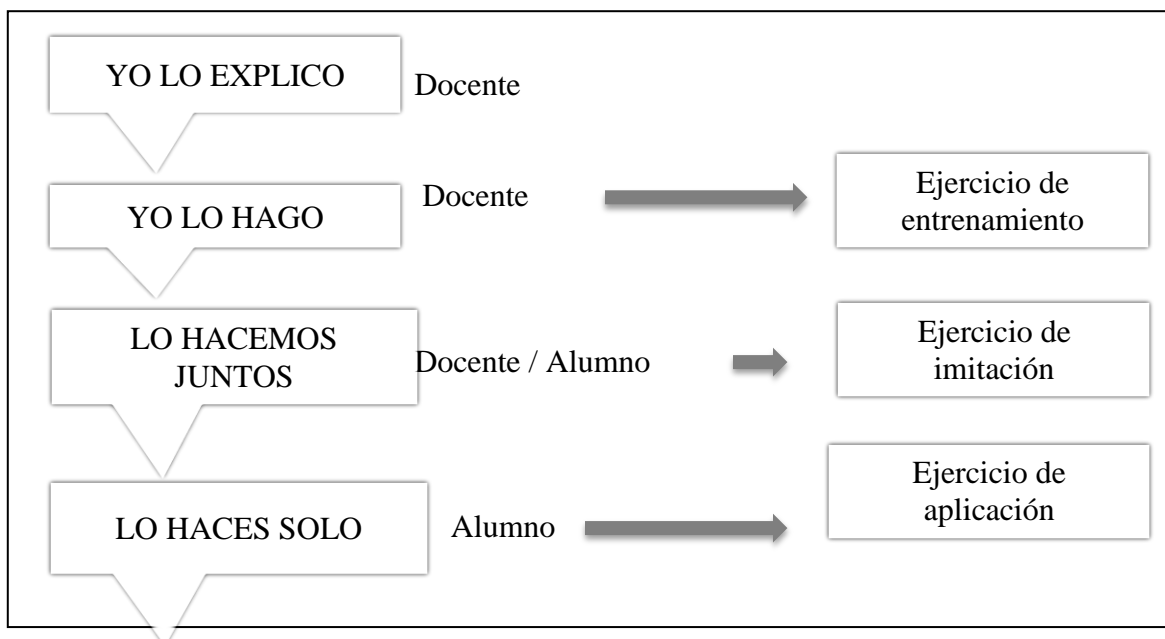 YO LO EXPLICO
Docente
YO LO HAGO
Docente
Ejercicio de
entrenamiento
LO HACEMOS
JUNTOS
Docente / Alumno
Ejercicio de
imitación
LO HACES SOLO
Alumno
Ejercicio de
aplicación